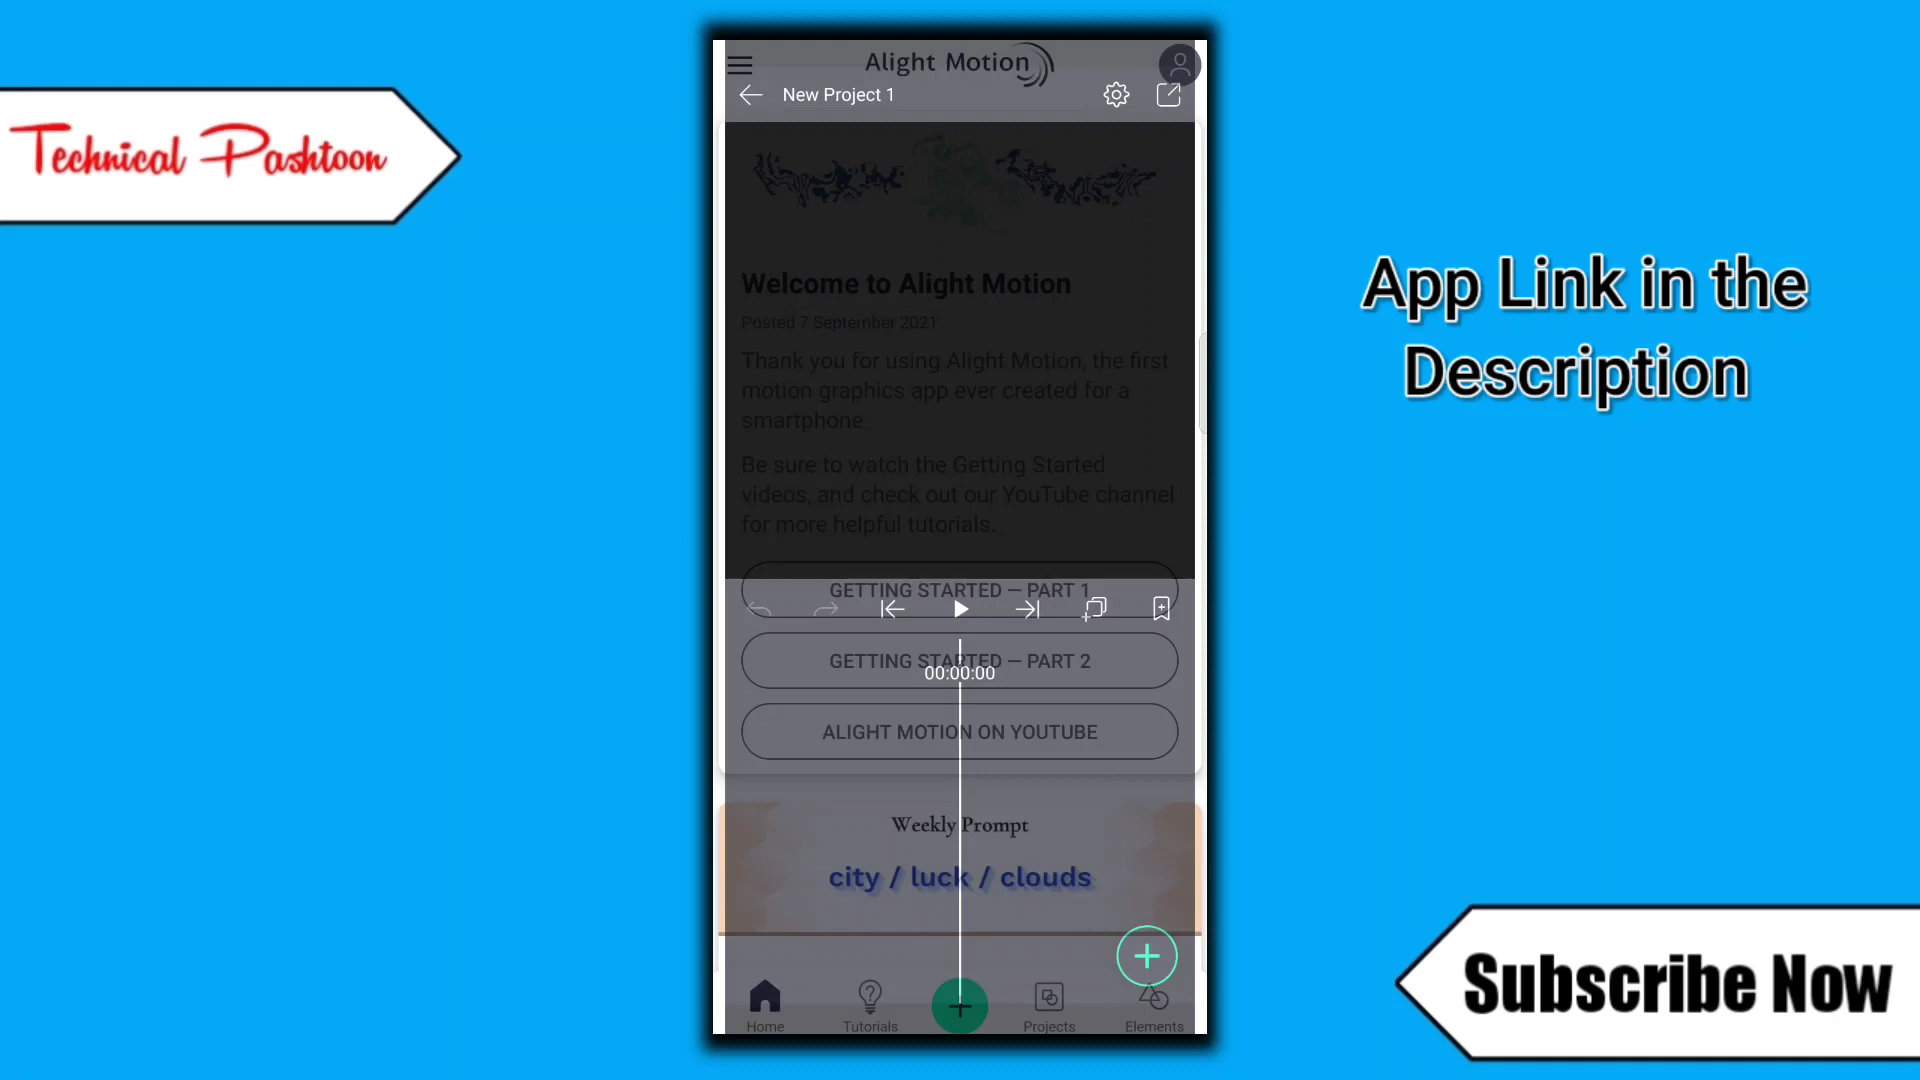 Technical Pashtoon
Alight Motion
New Project 1
Welcome to Alight Motion
Posted 7 September 2021
Thank you for using Alight Motion, the first
motion graphics app ever created for a
smartphone.
Be sure to watch the Getting Started
videos, and check out our YouTube channel
for more helpful tutorials.
GETTING STARTED — PART 1
GETTING STARTED — PART 2
00:00:00
ALIGHT MOTION ON YOUTUBE
Weekly Prompt
city / luck / clouds
Home
Tutorials
Projects
Elements
App Link in the
Description
Subscribe Now